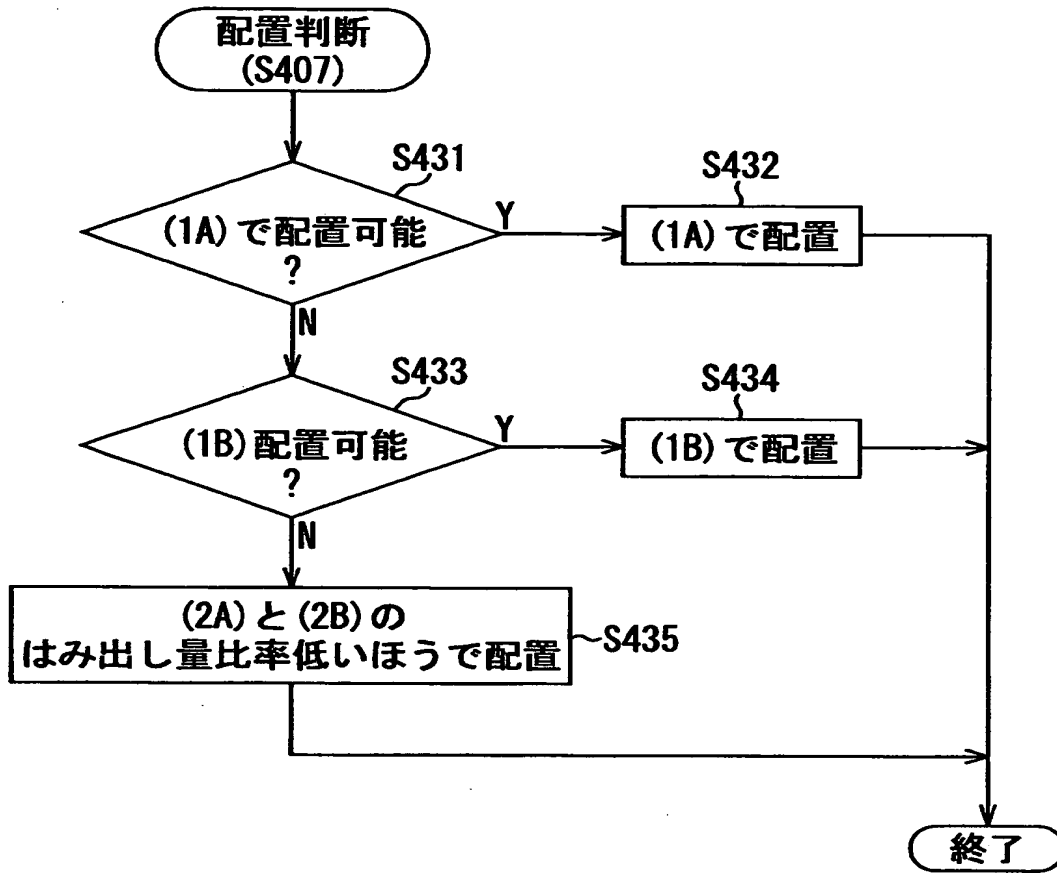 配置判断
(S407)
S431
(1A)で配置可能
?
Y
S432
(1A)で配置
N
S433
(1B)配置可能
?
Y
S434
(1B)で配置
N
(2A)と(2B)の
はみ出し量比率低いほうで配置
S435
終了